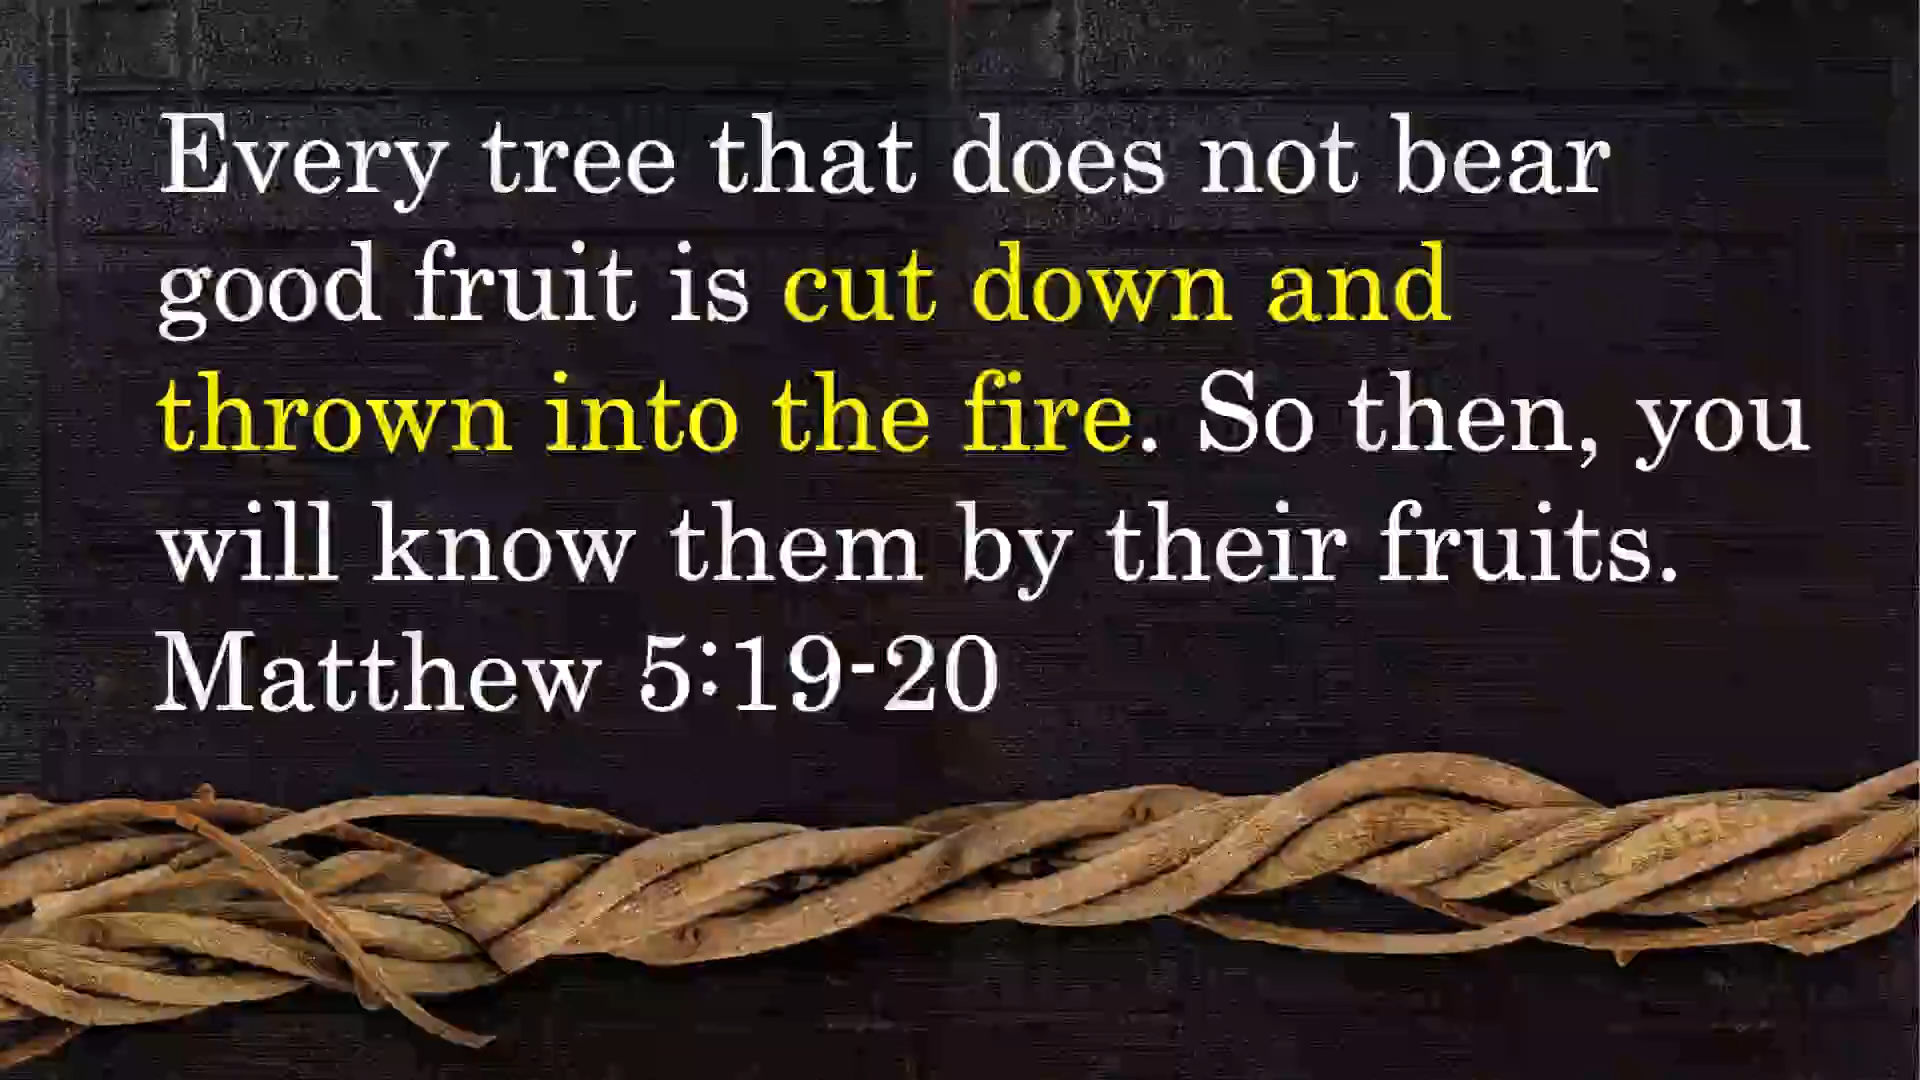 Every tree that does not bear
good fruit is cut down and
thrown into the fire. So then, you
will know them by their fruits.
Matthew 5:19-20